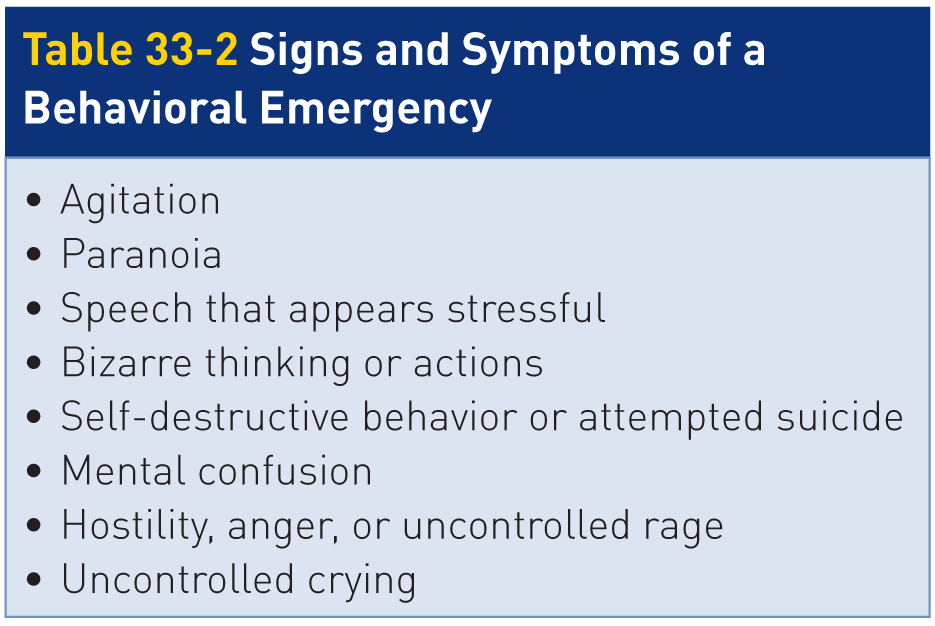 Table 33-2 Signs and Symptoms of a
Behavioral Emergency
• Agitation
• Paranoia
• Speech that appears stressful
• Bizarre thinking or actions
• Self-destructive behavior or attempted suicide
• Mental confusion
• Hostility, anger, or uncontrolled rage
• Uncontrolled crying